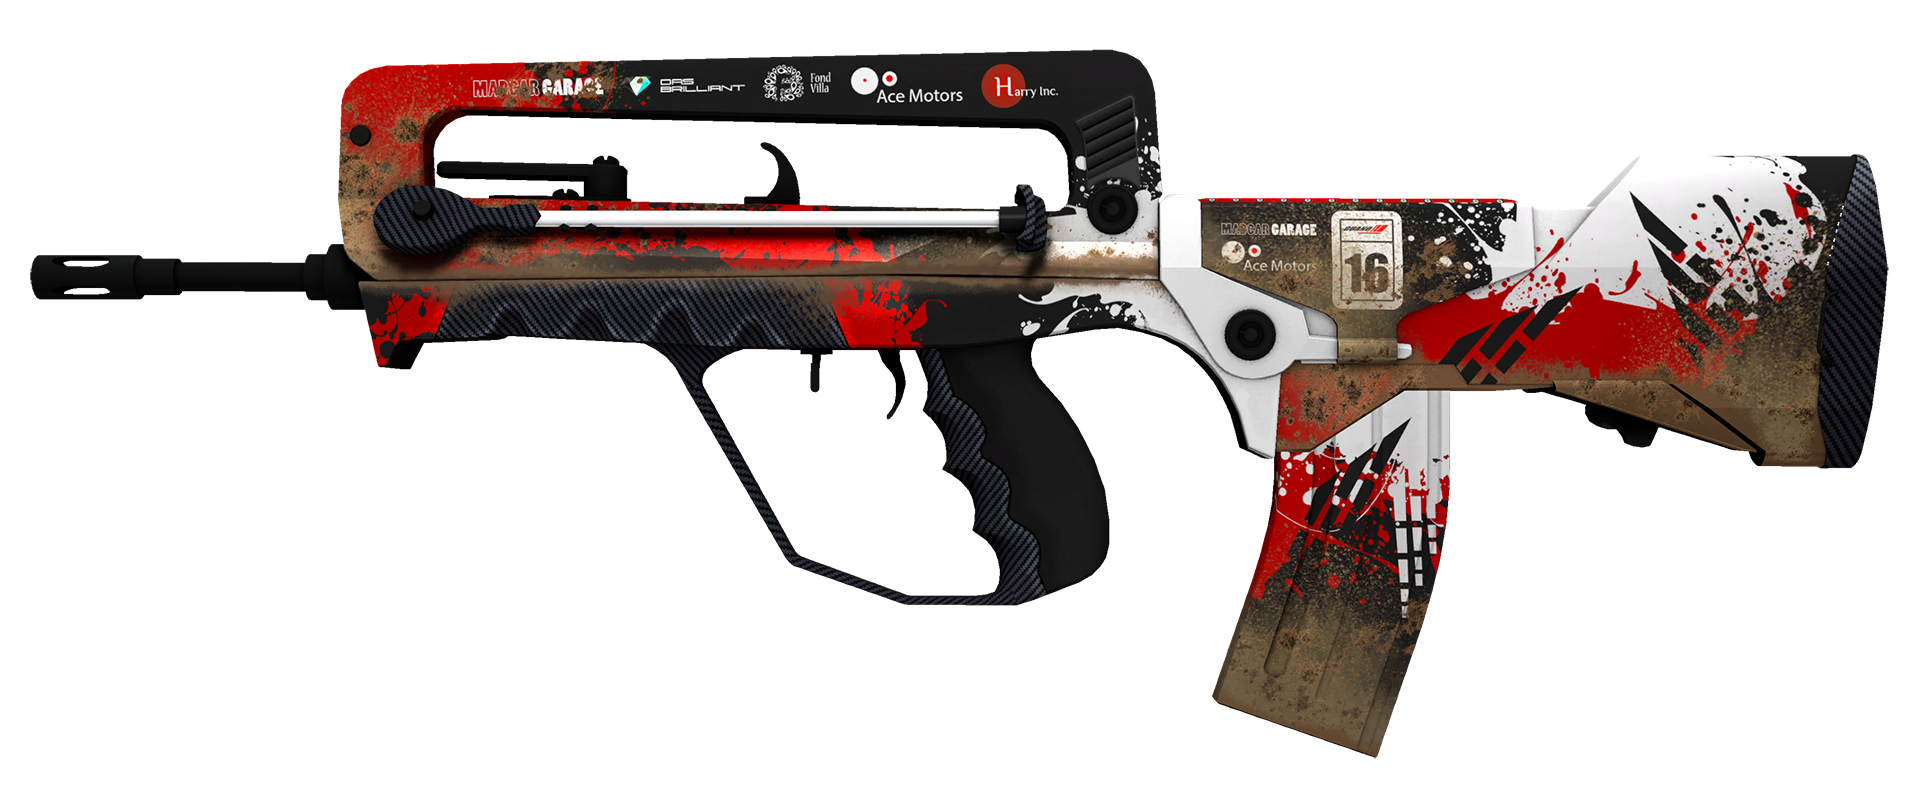 MADCAR GARAGE
DAS
BRILLIANT
Fond
Villa
Ace Motors
Harry Inc.
MADCAR GARAGE
Ace Motors
16